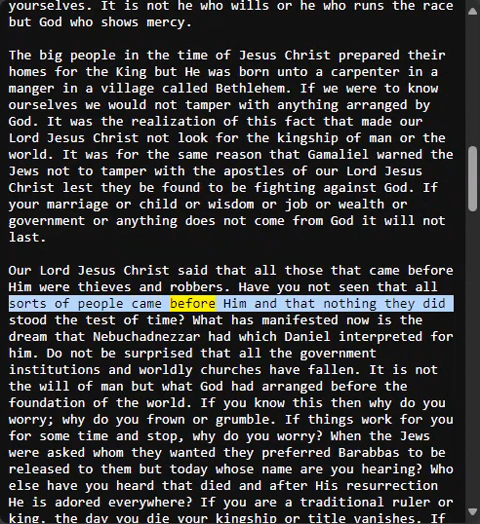 yourselves. It is not he who wills or he who runs the race
but God who shows mercy.
The big people in the time of Jesus Christ prepared their
homes for the King but He was born unto a carpenter in a
manger in a village called Bethlehem. If we were to know
ourselves we would not tamper with anything arranged by
God. It was the realization of this fact that made our
Lord Jesus Christ not look for the kingship of man or the
world. It was for the same reason that Gamaliel warned the
Jews not to tamper with the apostles of our Lord Jesus
Christ lest they be found to be fighting against God. If
your marriage or child or wisdom or job or wealth or
government or anything does not come from God it will not
last.
Our Lord Jesus Christ said that all those that came before
Him were thieves and robbers. Have you not seen that all
sorts of people came before Him and that nothing they did
stood the test of time? What has manifested now is the
dream that Nebuchadnezzar had which Daniel interpreted for
him. Do not be surprised that all the government
institutions and worldly churches have fallen. It is not
the will of man but what God had arranged before the
foundation of the world. If you know this then why do you
worry; why do you frown or grumble. If things work for you
for some time and stop, why do you worry? When the Jews
were asked whom they wanted they preferred Barabbas to be
released to them but today whose name are you hearing? Who
else have you heard that died and after His resurrection
He is adored everywhere? If you are a traditional ruler or
king, the day you die your kingship or title vanishes. If